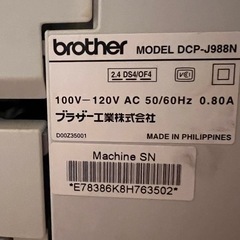 brother MODEL DCP-J988N
2.4 DS4/OF4
100V-120V AC 50/60Hz 0.80A
ブラザー工業株式会社
D00Z35001 MADE IN PHILIPPINES
Machine SN
*E78386K8H763502*